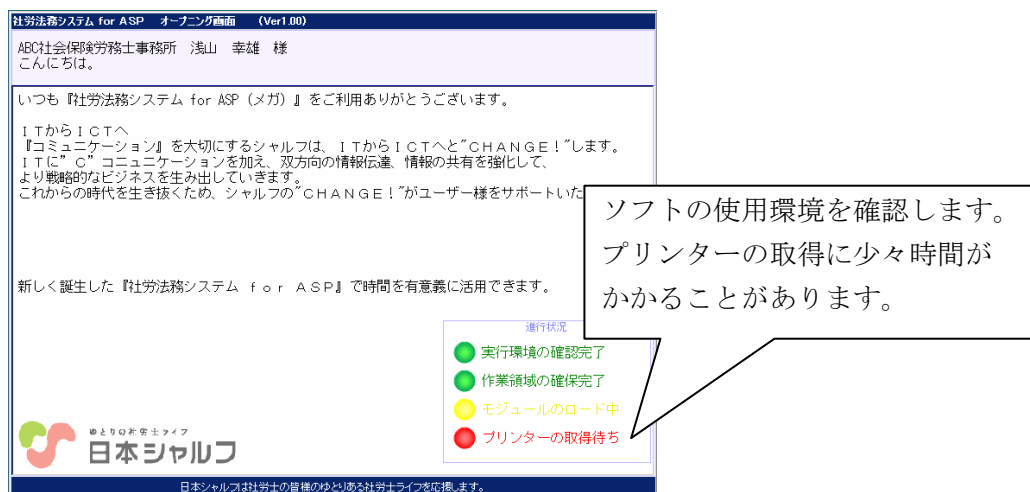 社労法務システム for ASP オープニング画面 (Ver1.00)
ABC社会保険労務士事務所 浅山 幸雄 様
こんにちは。
いつも『社労法務システム for ASP (メガ) 』をご利用ありがとうございます。
ＩＴからＩＣＴへ
『コミュニケーション』を大切にするシャルフは、ＩＴからＩＣＴへと"ＣＨＡＮＧＥ！"します。
ＩＴに”Ｃ”コニュニケーションを加え、双方向の情報伝達、情報の共有を強化して、
より戦略的なビジネスを生み出していきます。
これからの時代を生き抜くため、シャルフの"ＣＨＡＮＧＥ！"がユーザー様をサポートいた
ソフトの使用環境を確認します。
プリンターの取得に少々時間が
かかることがあります。
新しく誕生した『社労法務システム ｆｏｒ ＡＳＰ』で時間を有意義に活用できます。
進行状況
実行環境の確認完了
作業領域の確保完了
モジュールのロード中
プリンターの取得待ち
ゆとりの社労士ライフ
日本シャルフ
日本シャルフは社労士の皆様のゆとりある社労士ライフを応援します。